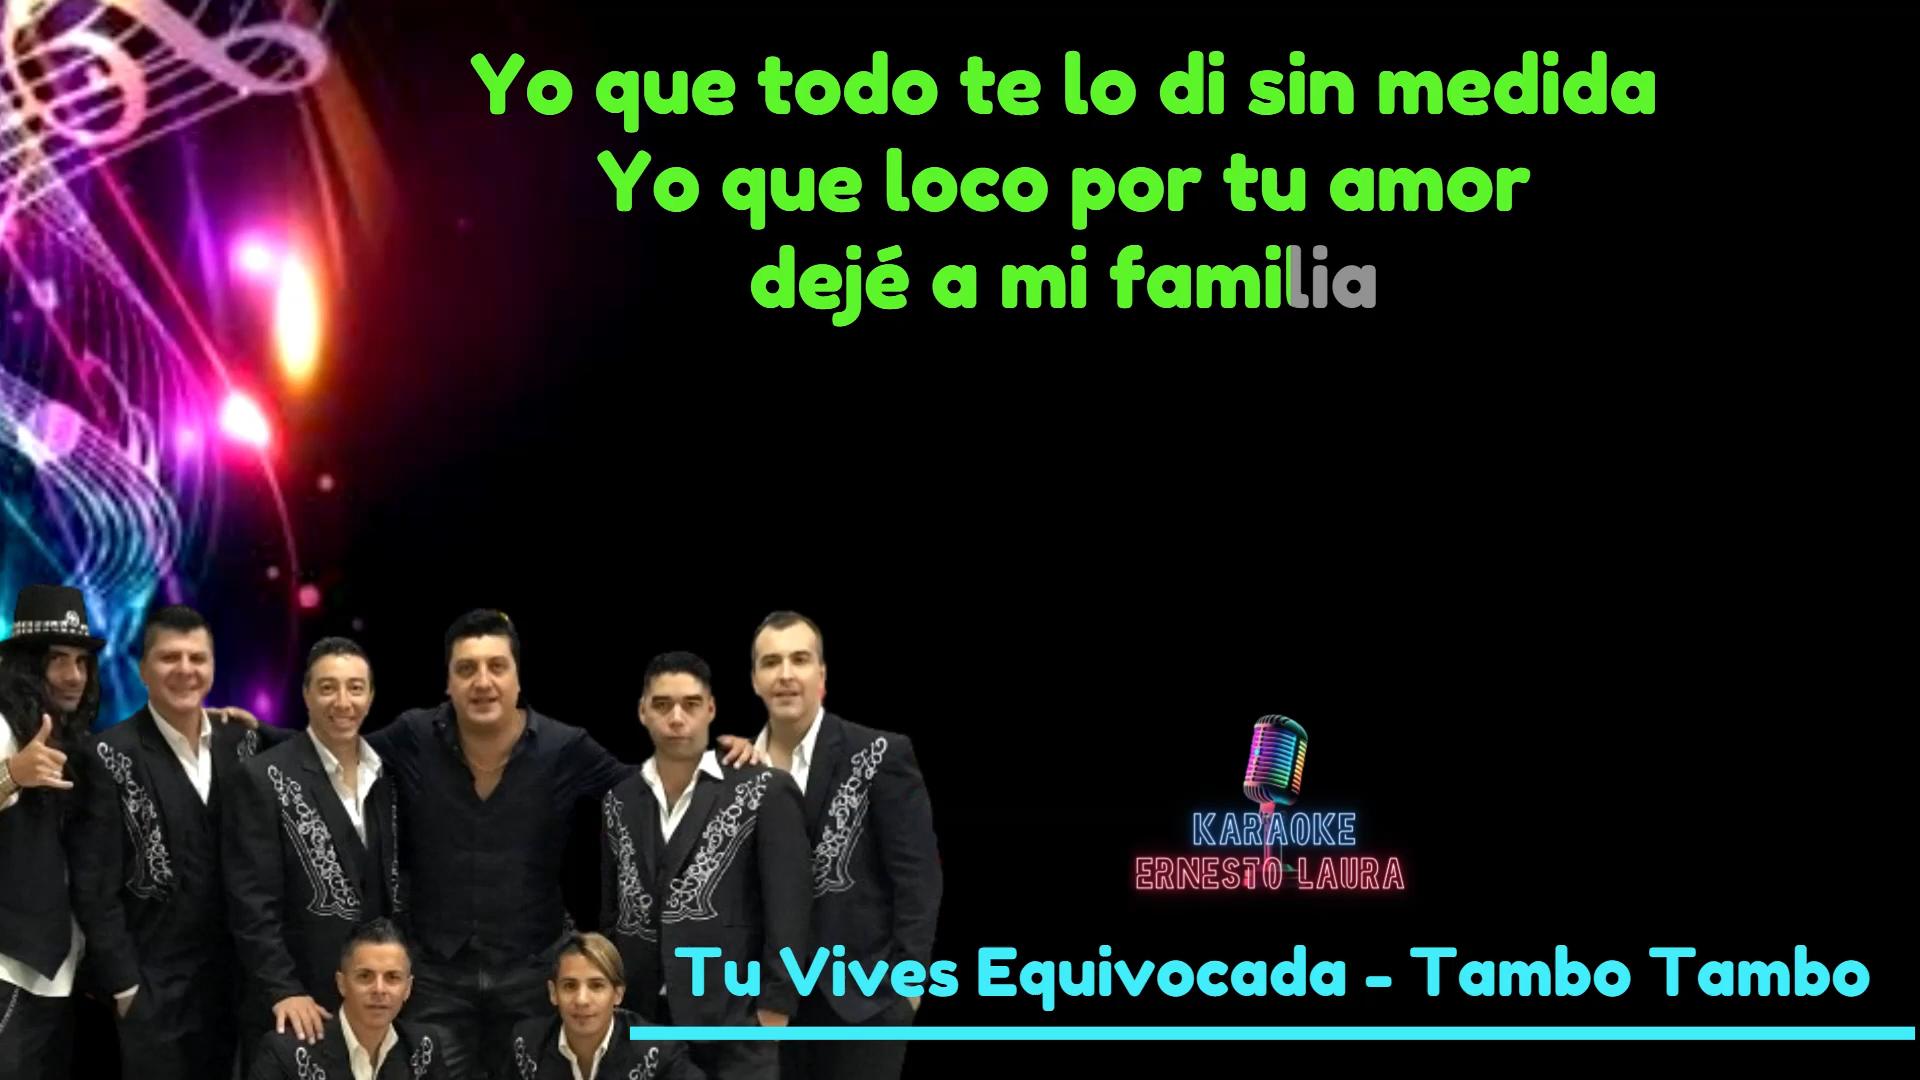 Yo que todo te lo di sin medida
Yo que loco por tu amor
dejé a mi familia
KARAOKE
ERNESTO LAURA
Tu Vives Equivocada - Tambo Tambo